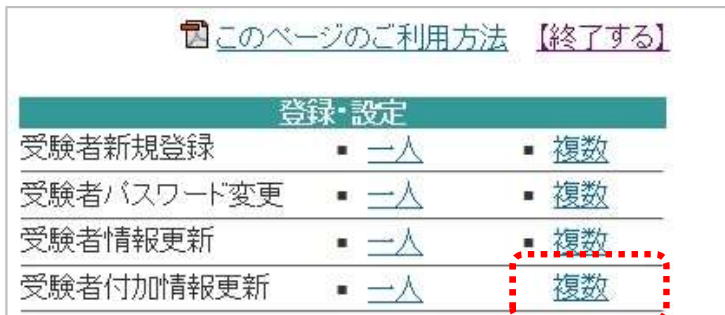 このページのご利用方法 【終了する】
登録・設定
受験者新規登録 ▪ 一人 ▪ 複数
受験者パスワード変更 ▪ 一人 ▪ 複数
受験者情報更新 ▪ 一人 ▪ 複数
受験者付加情報更新 ▪ 一人 複数